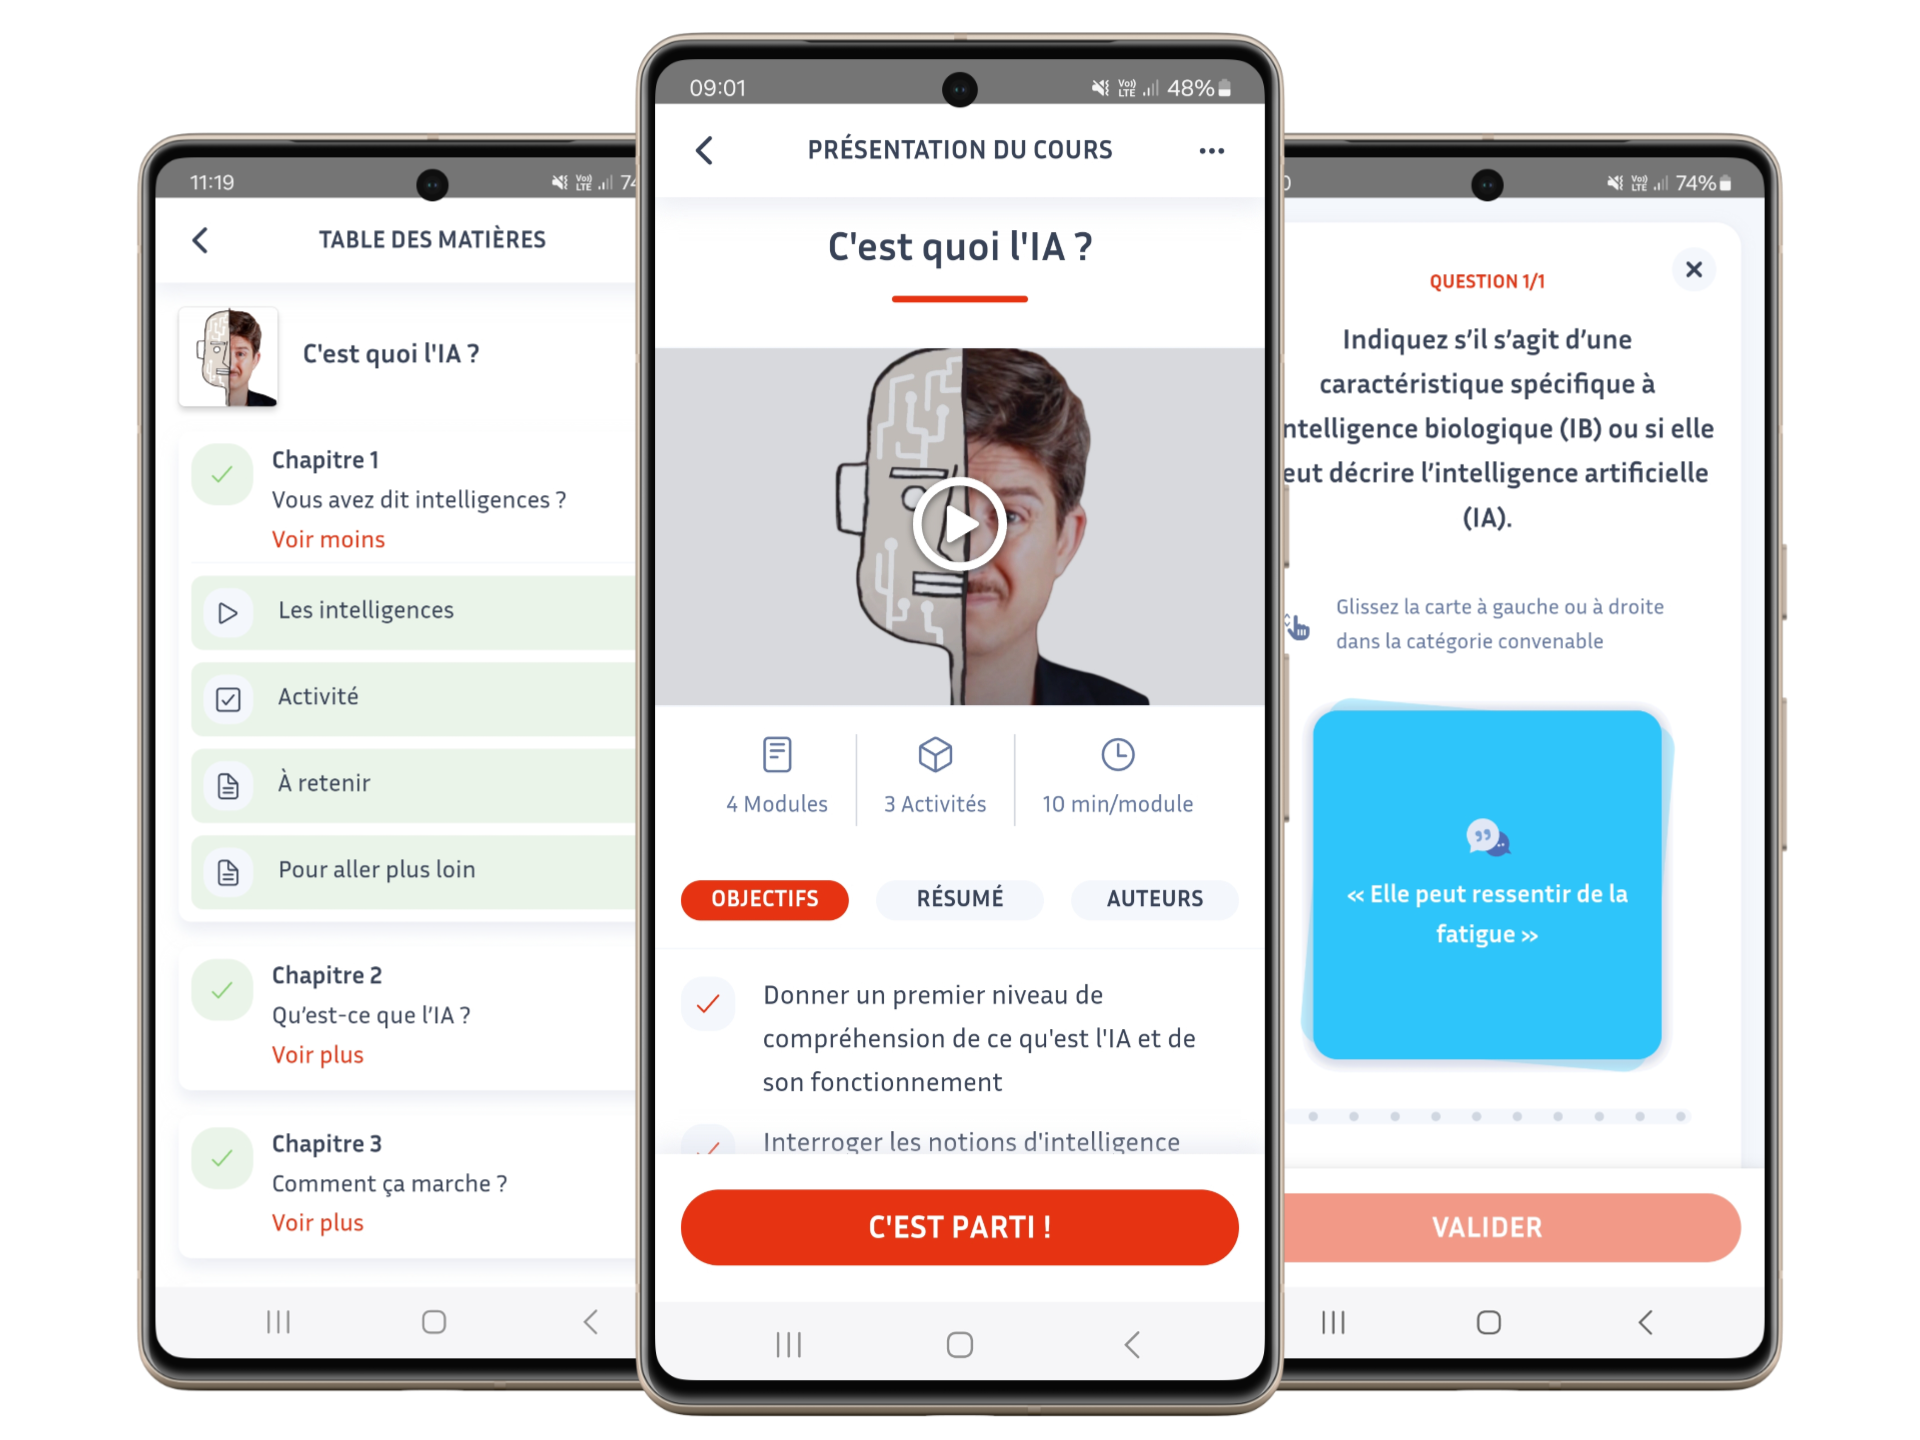 11:19
Vo)) LTE
TABLE DES MATIÈRES
C'est quoi l'IA ?
Chapitre 1
Vous avez dit intelligences ?
Voir moins
Les intelligences
Activité
À retenir
Pour aller plus loin
Chapitre 2
Qu’est-ce que l’IA ?
Voir plus
Chapitre 3
Comment ça marche ?
Voir plus
09:01
Vo)) LTE 48%
PRÉSENTATION DU COURS
C'est quoi l'IA ?
4 Modules
3 Activités
10 min/module
OBJECTIFS
RÉSUMÉ
AUTEURS
Donner un premier niveau de
compréhension de ce qu'est l'IA et de
son fonctionnement
Interroger les notions d'intelligence
C'EST PARTI !
Vo)) LTE 74%
QUESTION 1/1
Indiquez s’il s’agit d’une
caractéristique spécifique à
ntelligence biologique (IB) ou si elle
eut décrire l’intelligence artificielle
(IA).
Glissez la carte à gauche ou à droite
dans la catégorie convenable
« Elle peut ressentir de la
fatigue »
VALIDER